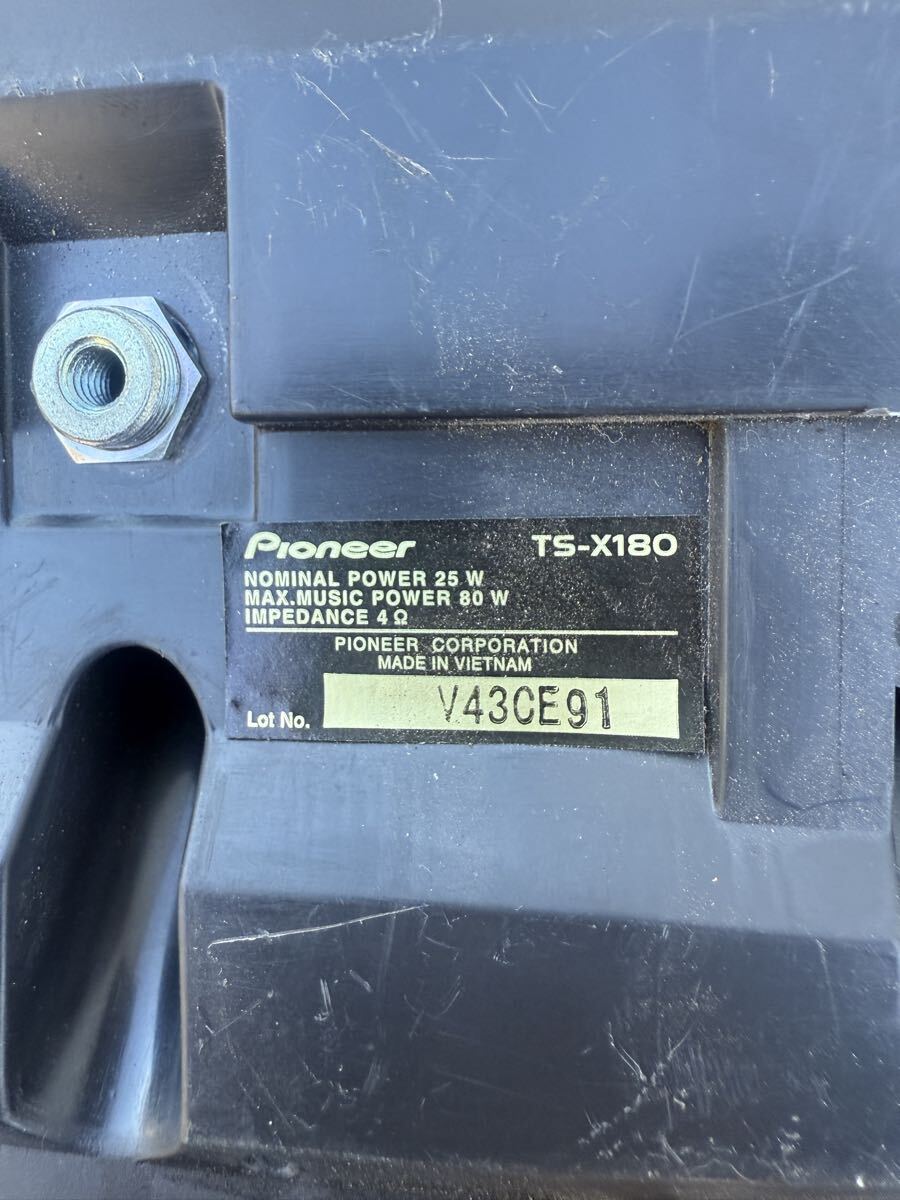 Pioneer TS-X180
NOMINAL POWER 25 W
MAX.MUSIC POWER 80 W
IMPEDANCE 4 Ω
PIONEER CORPORATION
MADE IN VIETNAM
Lot No. V43CE91